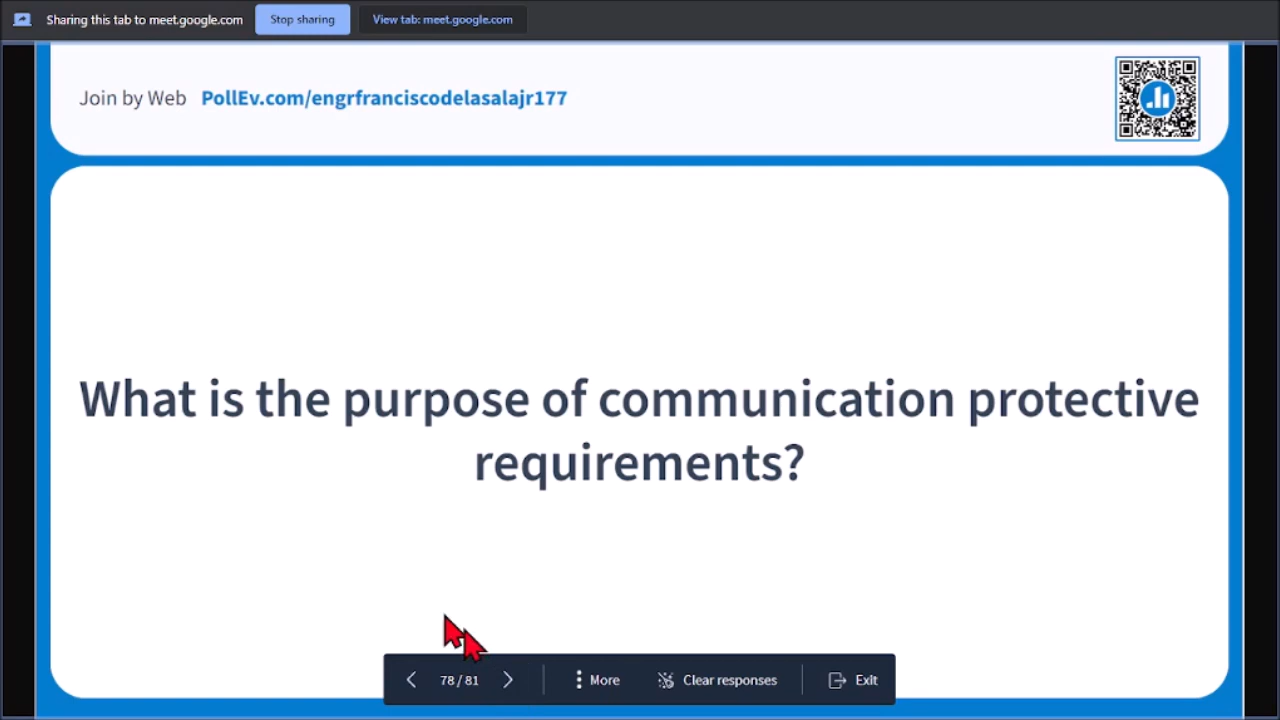 Sharing this tab to meet.google.com Stop sharing View tab: meet.google.com
Join by Web PollEv.com/engrfranciscodelasalajr177
What is the purpose of communication protective
requirements?
78 / 81 More Clear responses Exit